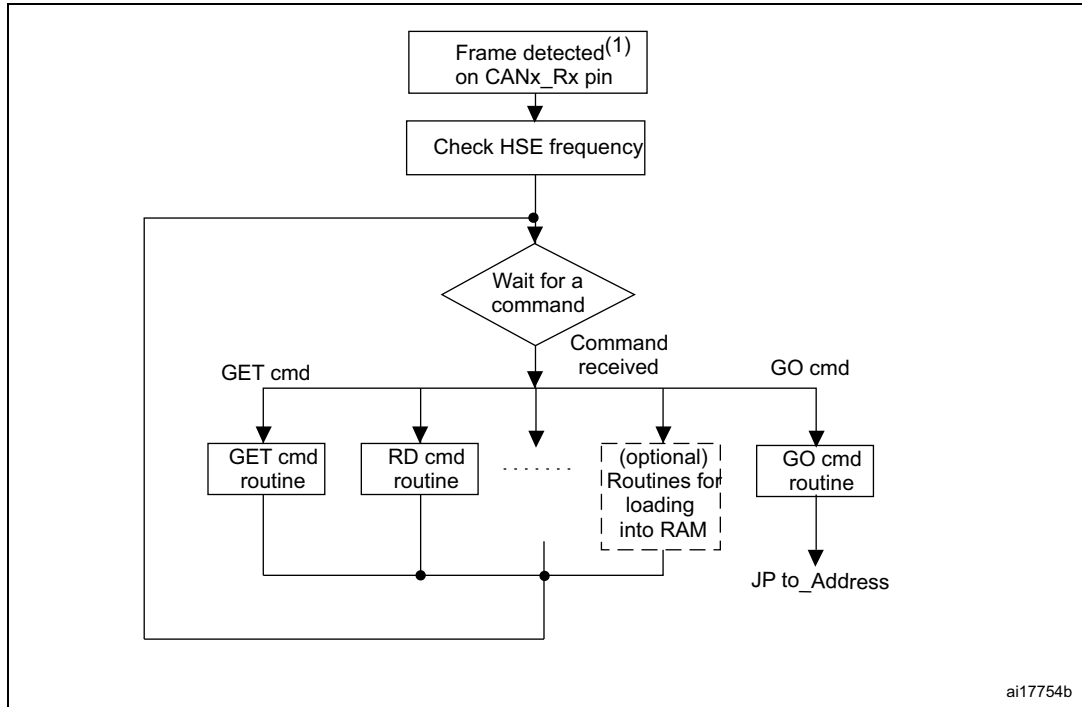 Frame detected(1)
on CANx_Rx pin
Check HSE frequency
Wait for a
command
Command
received
GET cmd
GO cmd
GET cmd
routine
RD cmd
routine
(optional)
Routines for
loading
into RAM
GO cmd
routine
JP to_Address
ai17754b